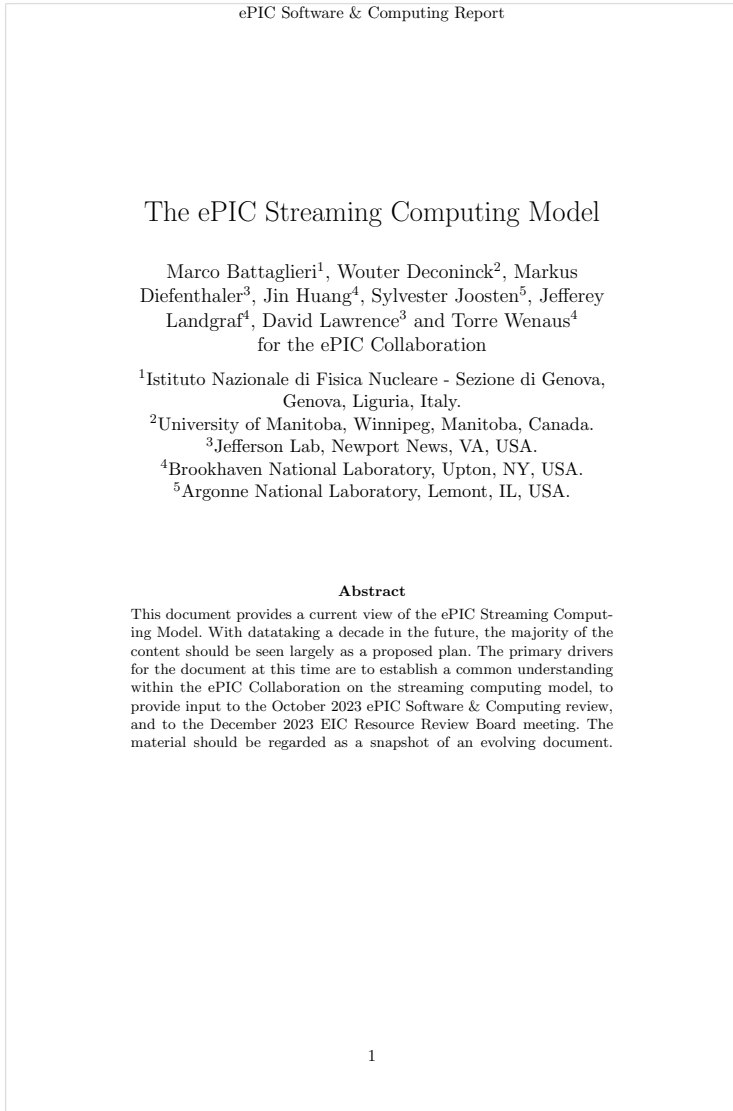 ePIC Software & Computing Report
The ePIC Streaming Computing Model
Marco Battaglieri¹, Wouter Deconinck², Markus
Diefenthaler³, Jin Huang⁴, Sylvester Joosten⁵, Jefferey
Landgraf⁴, David Lawrence³ and Torre Wenaus⁴
for the ePIC Collaboration
¹Istituto Nazionale di Fisica Nucleare - Sezione di Genova,
Genova, Liguria, Italy.
²University of Manitoba, Winnipeg, Manitoba, Canada.
³Jefferson Lab, Newport News, VA, USA.
⁴Brookhaven National Laboratory, Upton, NY, USA.
⁵Argonne National Laboratory, Lemont, IL, USA.
Abstract
This document provides a current view of the ePIC Streaming Comput-
ing Model. With datataking a decade in the future, the majority of the
content should be seen largely as a proposed plan. The primary drivers
for the document at this time are to establish a common understanding
within the ePIC Collaboration on the streaming computing model, to
provide input to the October 2023 ePIC Software & Computing review,
and to the December 2023 EIC Resource Review Board meeting. The
material should be regarded as a snapshot of an evolving document.
1